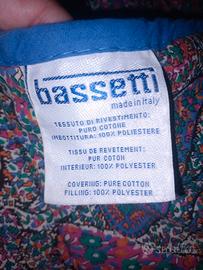 bassetti
made in italy
TESSUTO DI RIVESTIMENTO:
PURO COTONE
IMBOTTITURA: 100% POLIESTERE
TISSU DE REVETEMENT:
PUR COTON
INTERIEUR: 100% POLYESTER
COVERING: PURE COTTON
FILLING: 100% POLYESTER